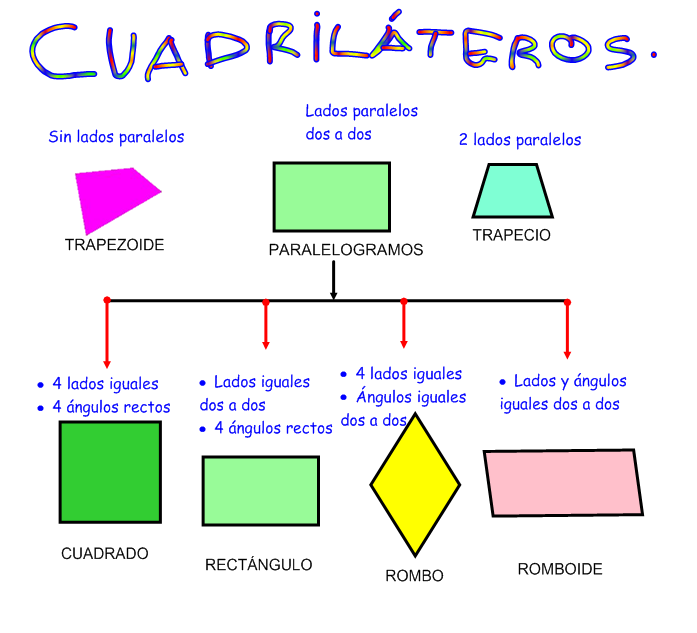 CUADRILÁTEROS.
Sin lados paralelos
Lados paralelos
dos a dos
2 lados paralelos
TRAPEZOIDE
PARALELOGRAMOS
TRAPECIO
• 4 lados iguales
• 4 ángulos rectos
• Lados iguales
dos a dos
• 4 ángulos rectos
• 4 lados iguales
• Ángulos iguales
dos a dos
• Lados y ángulos
iguales dos a dos
CUADRADO
RECTÁNGULO
ROMBO
ROMBOIDE